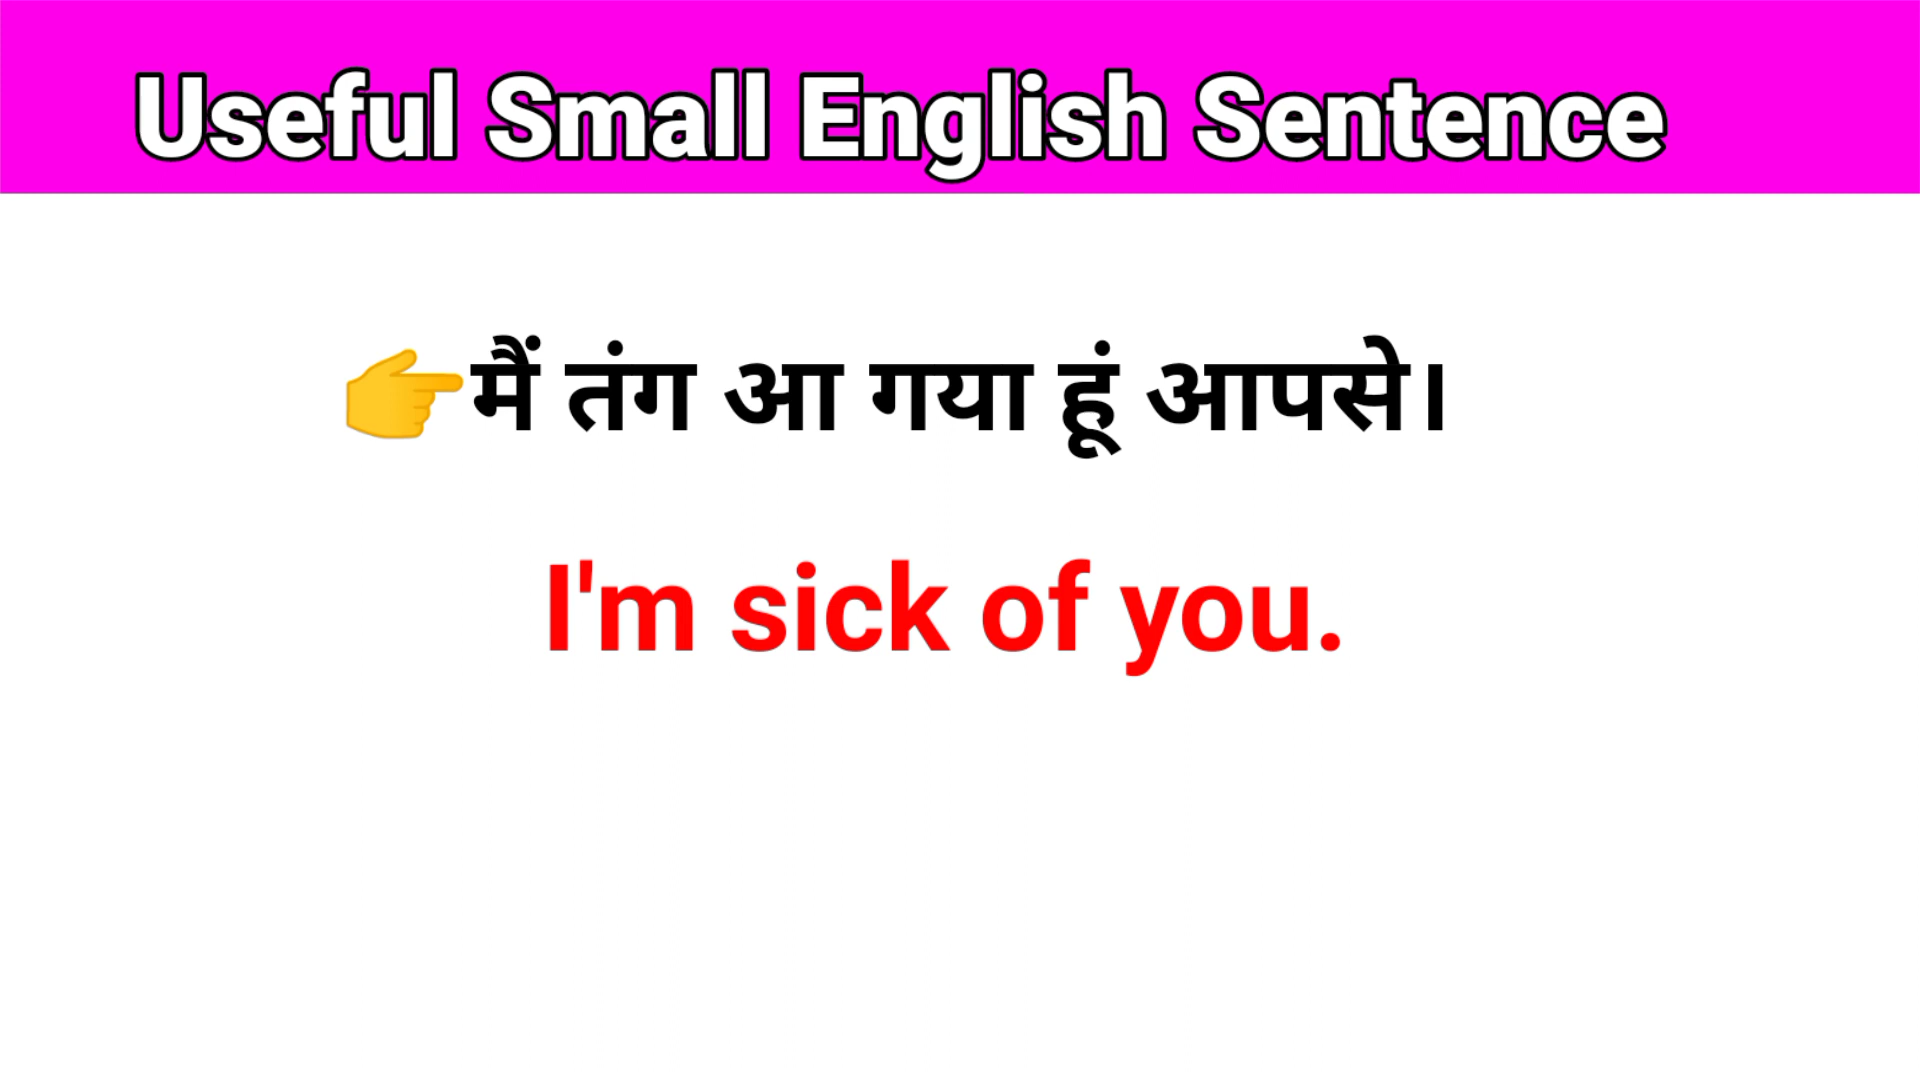 Useful Small English Sentence
👉मैं तंग आ गया हूं आपसे।
I'm sick of you.